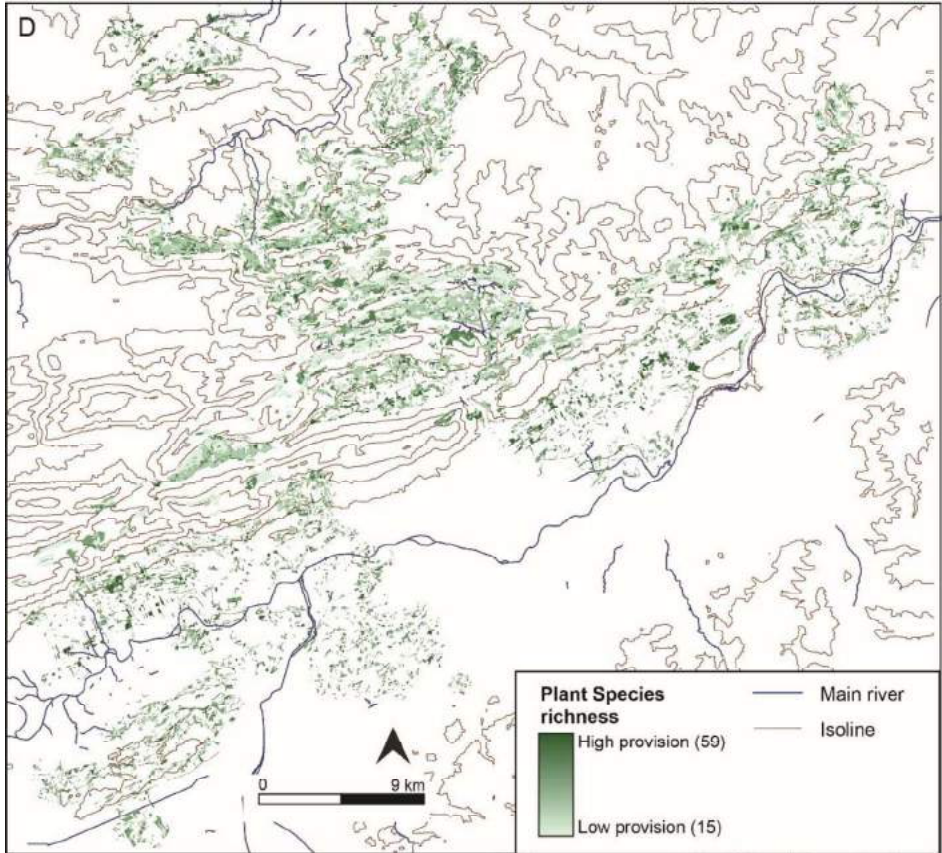 D
Plant Species
richness
High provision (59)
Low provision (15)
Main river
Isoline
0 9 km